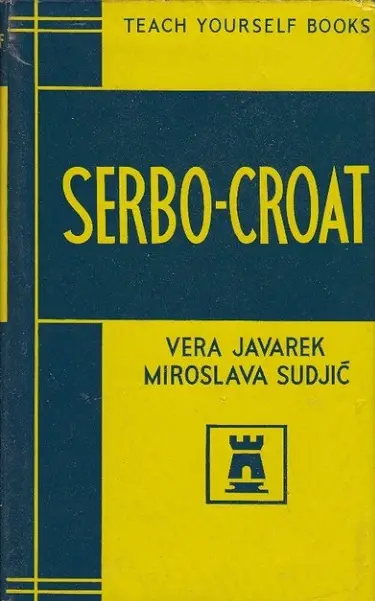 TEACH YOURSELF BOOKS
SERBO-CROAT
VERA JAVAREK
MIROSLAVA SUDJIĆ